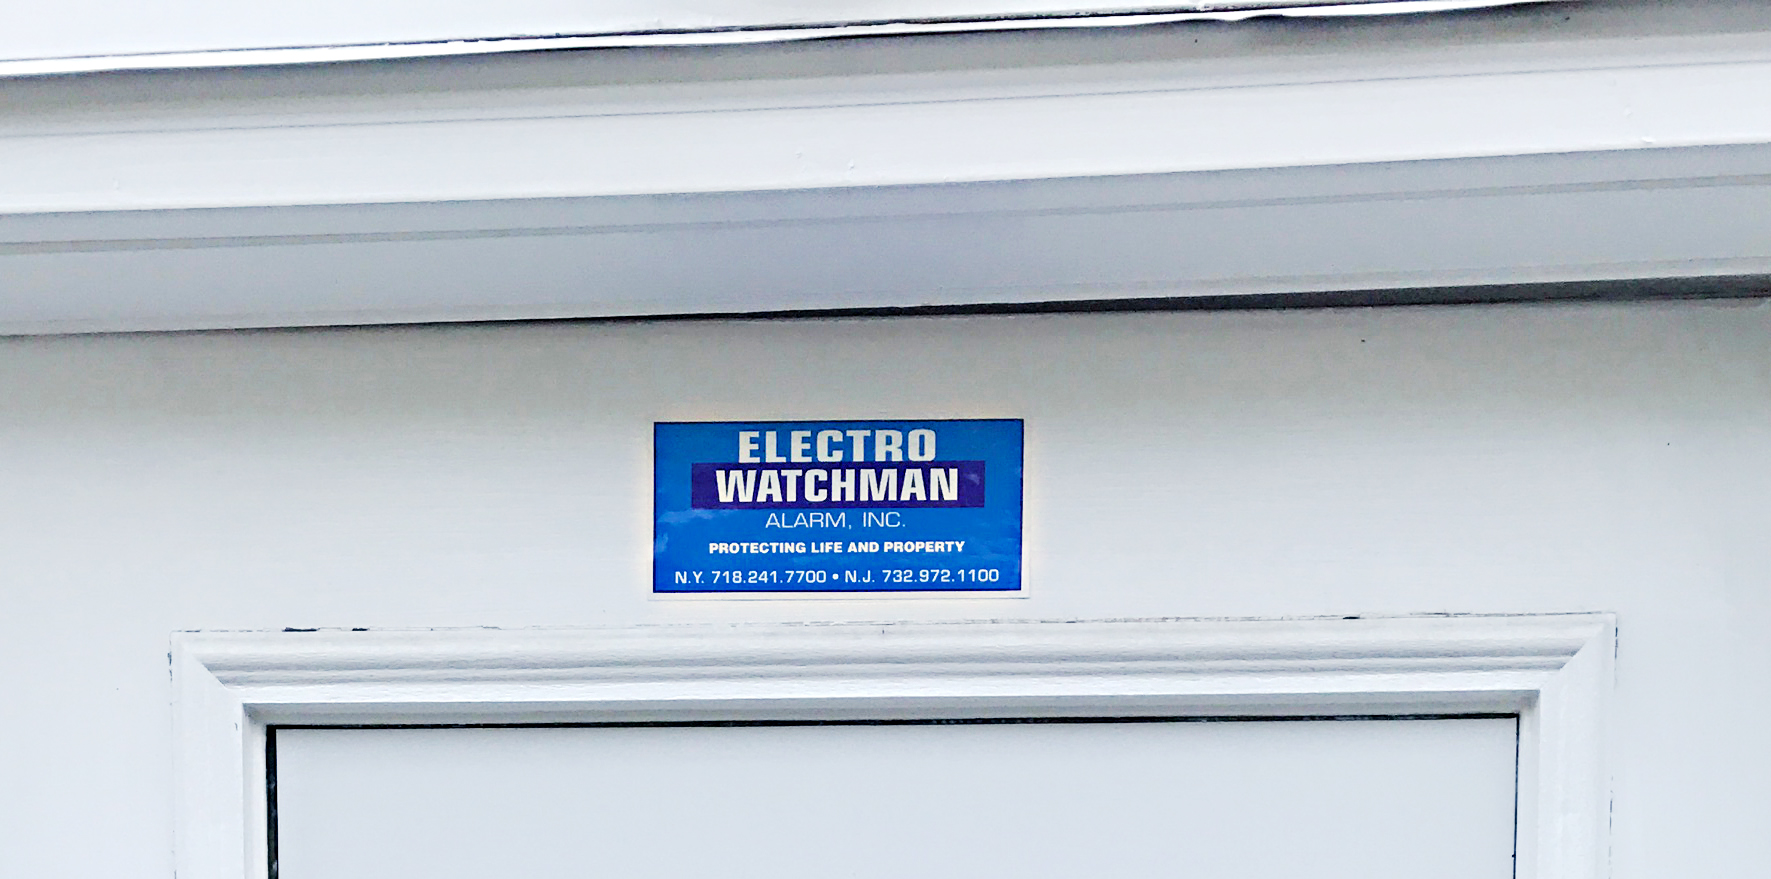 ELECTRO
WATCHMAN
ALARM, INC.
PROTECTING LIFE AND PROPERTY
N.Y. 718.241.7700 • N.J. 732.972.1100